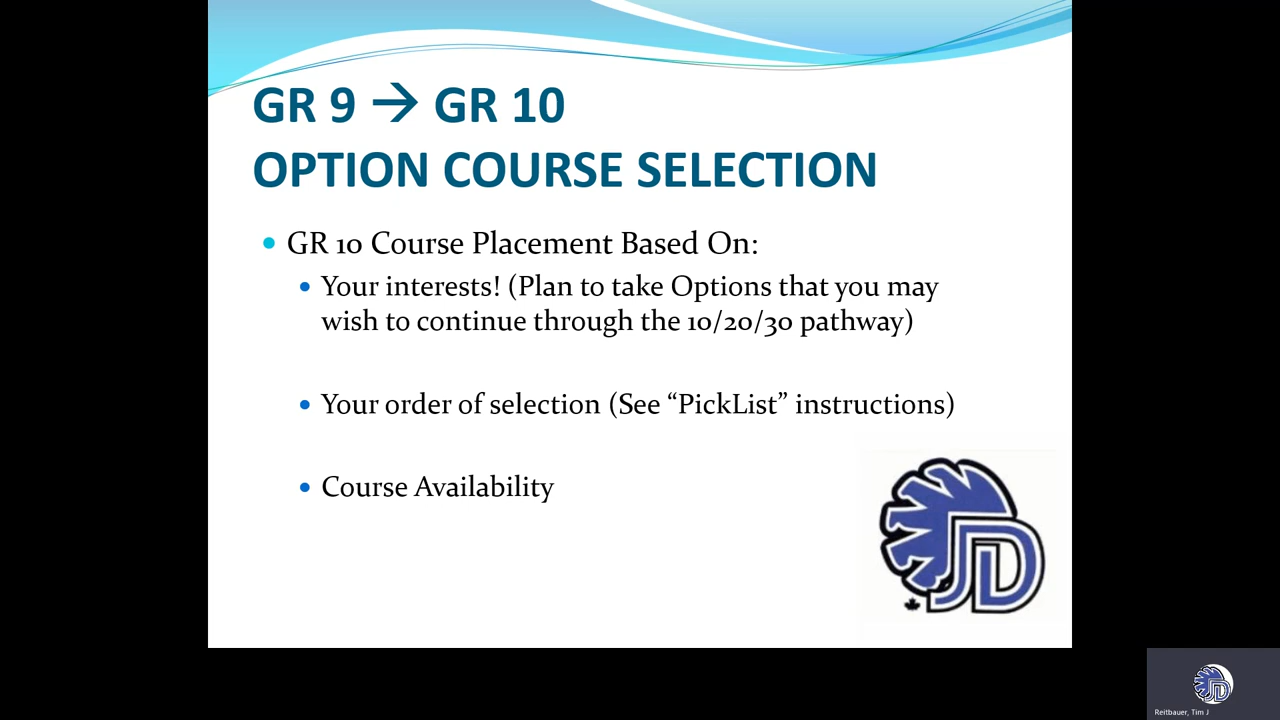 GR 9 → GR 10
OPTION COURSE SELECTION
• GR 10 Course Placement Based On:
• Your interests! (Plan to take Options that you may
wish to continue through the 10/20/30 pathway)
• Your order of selection (See “PickList” instructions)
• Course Availability
JD
JD
Reitbauer, Tim J